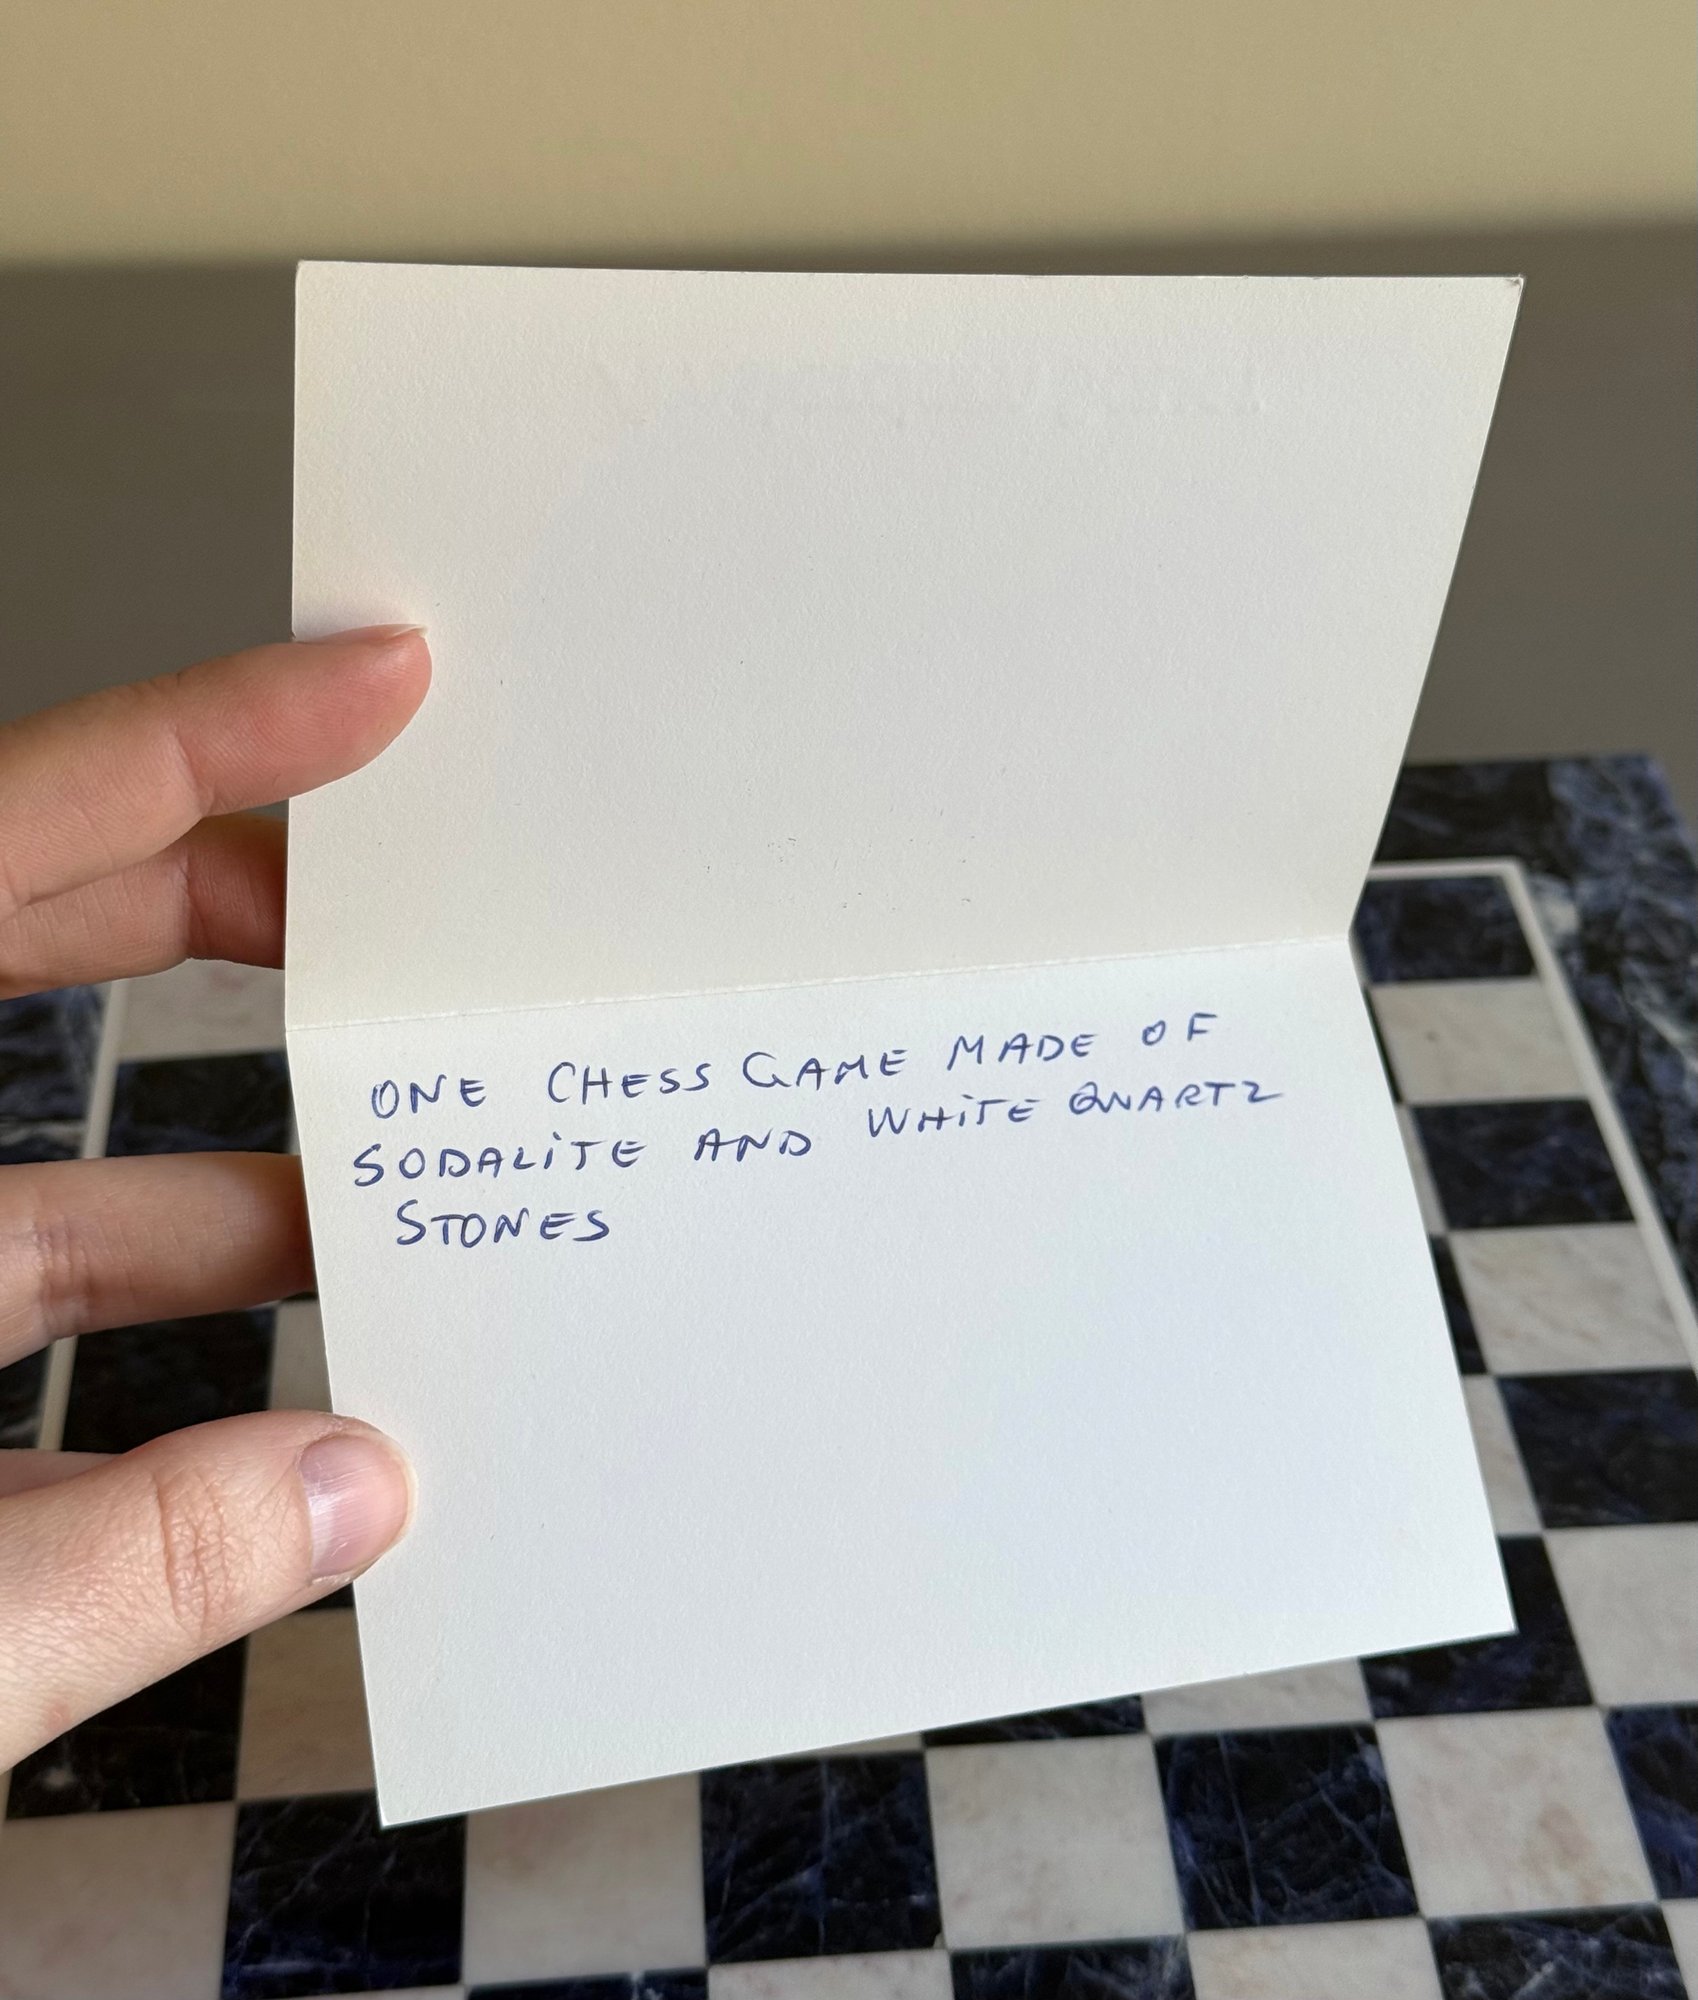 ONE CHESS GAME MADE OF
SODALITE AND WHITE QUARTZ
STONES